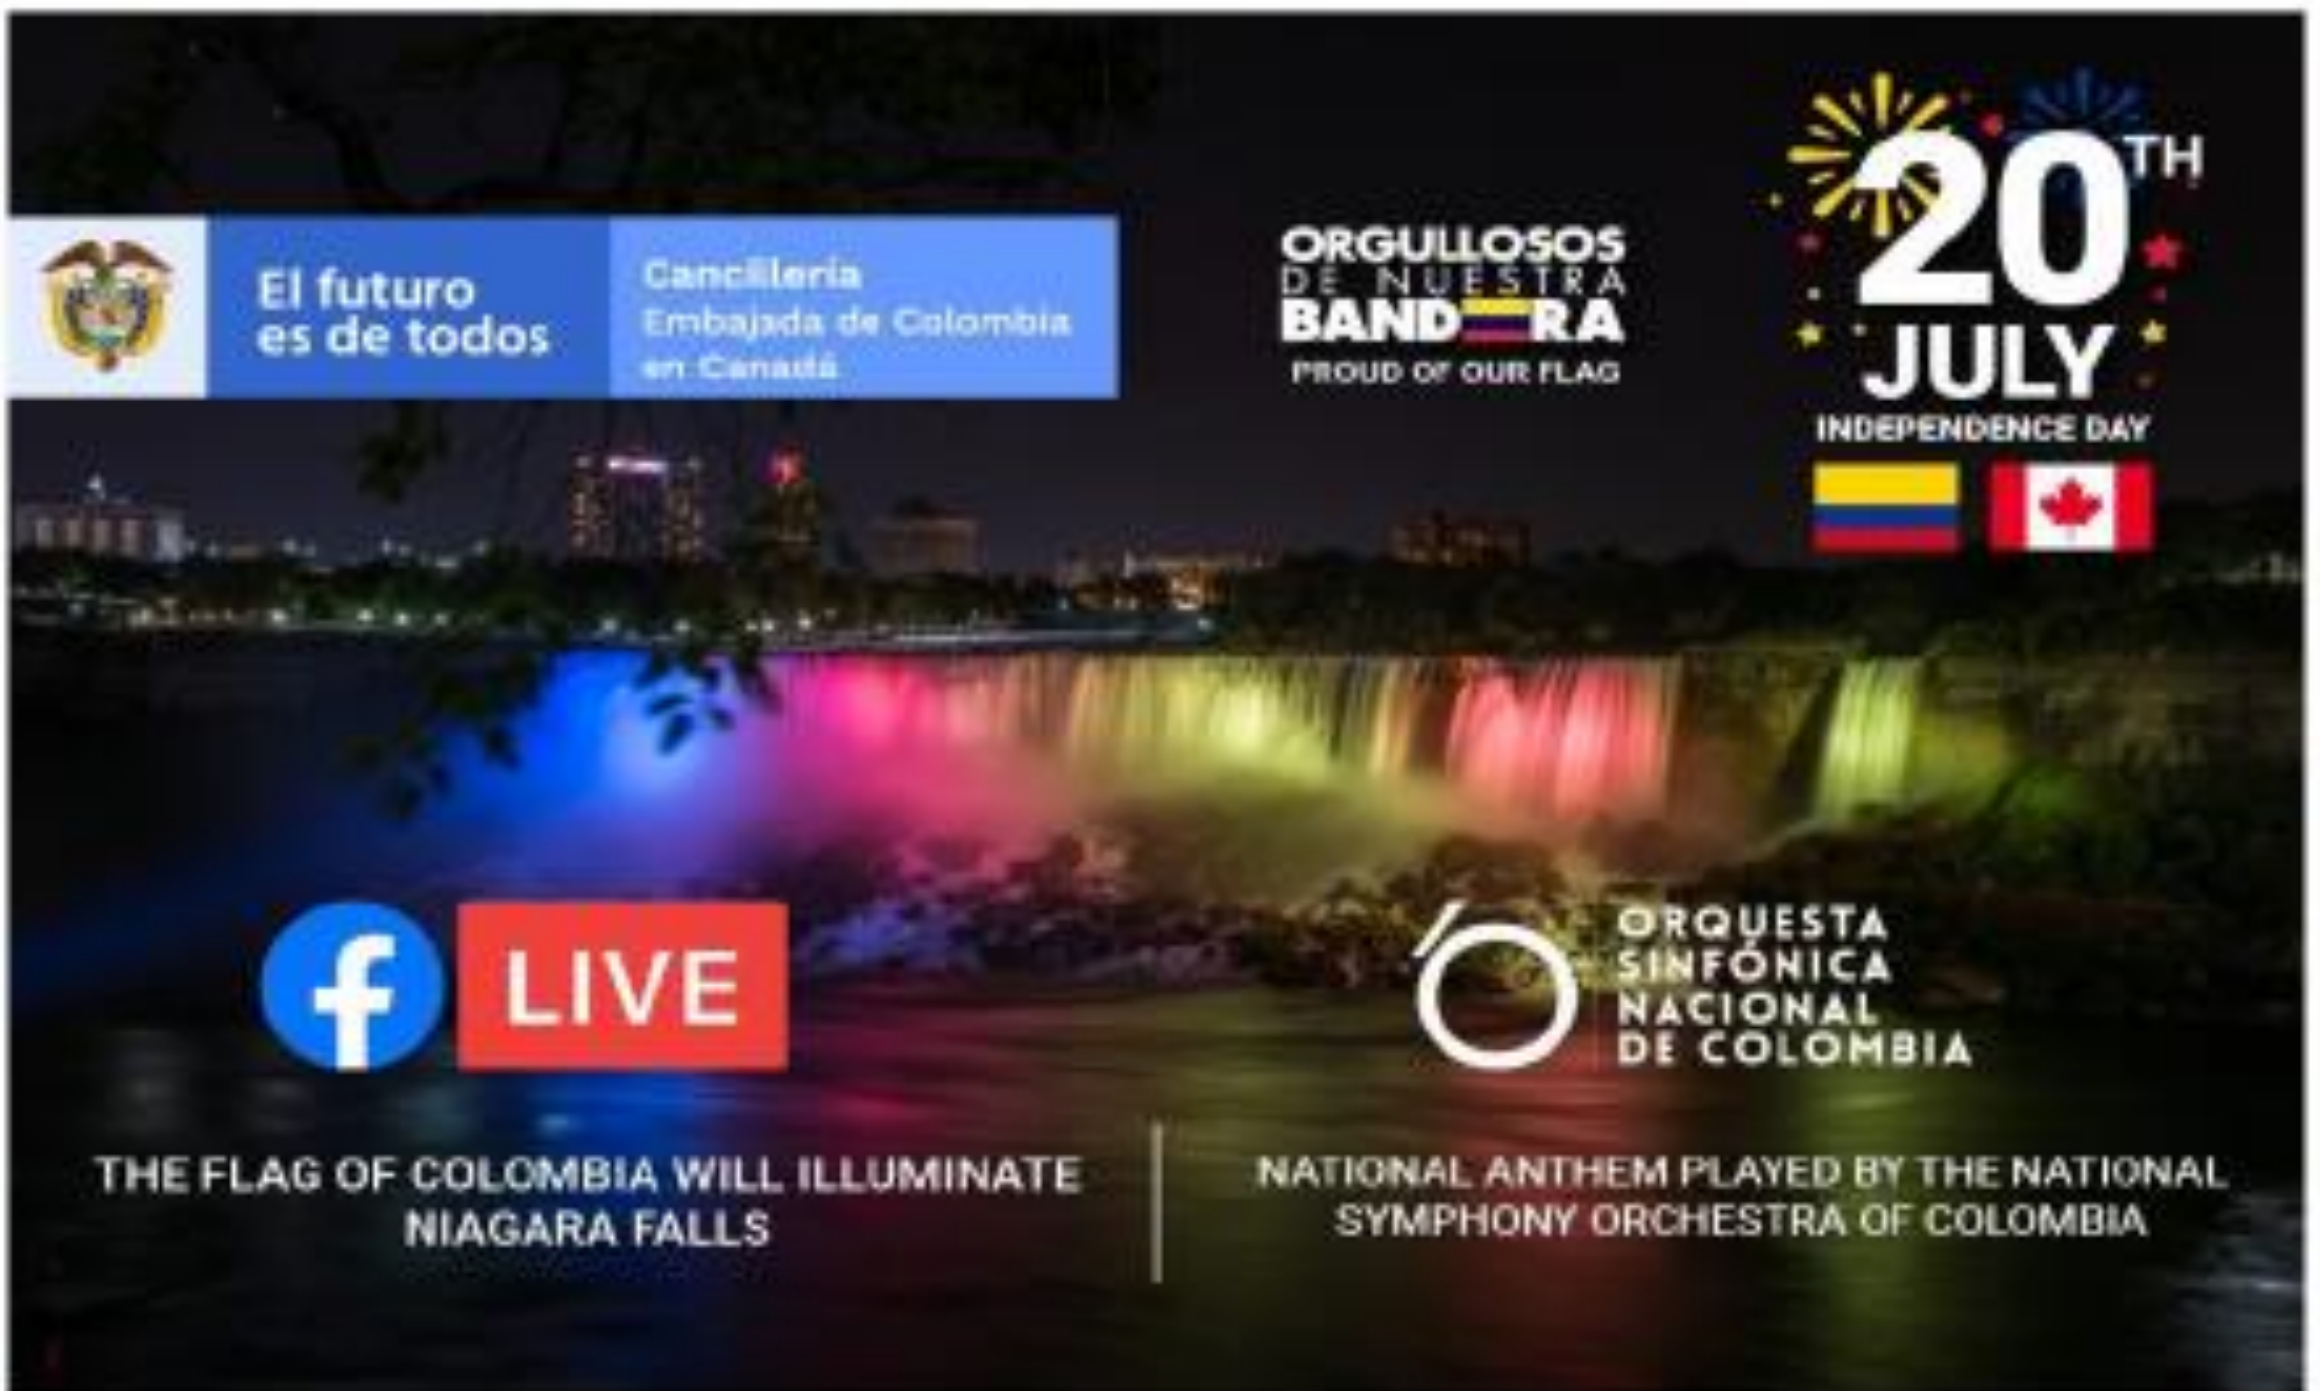 El futuro
es de todos
Cancillería
Embajada de Colombia
en Canadá
ORGULLOSOS
DE NUESTRA
BANDERA
PROUD OF OUR FLAG
20TH
JULY
INDEPENDENCE DAY
f LIVE
ORQUESTA
SINFÓNICA
NACIONAL
DE COLOMBIA
THE FLAG OF COLOMBIA WILL ILLUMINATE
NIAGARA FALLS
NATIONAL ANTHEM PLAYED BY THE NATIONAL
SYMPHONY ORCHESTRA OF COLOMBIA